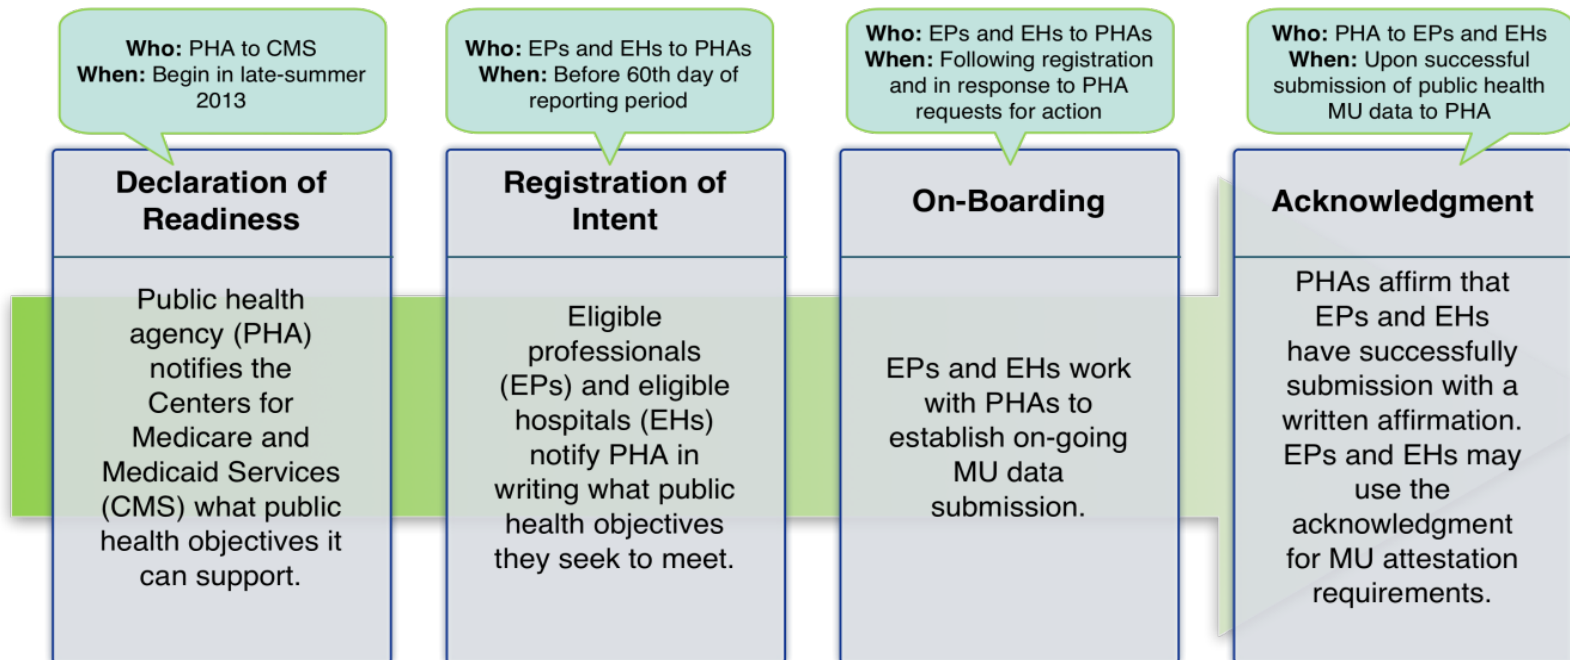 Who: PHA to CMS
When: Begin in late-summer
2013
Who: EPs and EHs to PHAs
When: Before 60th day of
reporting period
Who: EPs and EHs to PHAs
When: Following registration
and in response to PHA
requests for action
Who: PHA to EPs and EHs
When: Upon successful
submission of public health
MU data to PHA
Declaration of
Readiness
Public health
agency (PHA)
notifies the
Centers for
Medicare and
Medicaid Services
(CMS) what public
health objectives it
can support.
Registration of
Intent
Eligible
professionals
(EPs) and eligible
hospitals (EHs)
notify PHA in
writing what public
health objectives
they seek to meet.
On-Boarding
EPs and EHs work
with PHAs to
establish on-going
MU data
submission.
Acknowledgment
PHAs affirm that
EPs and EHs
have successfully
submission with a
written affirmation.
EPs and EHs may
use the
acknowledgment
for MU attestation
requirements.